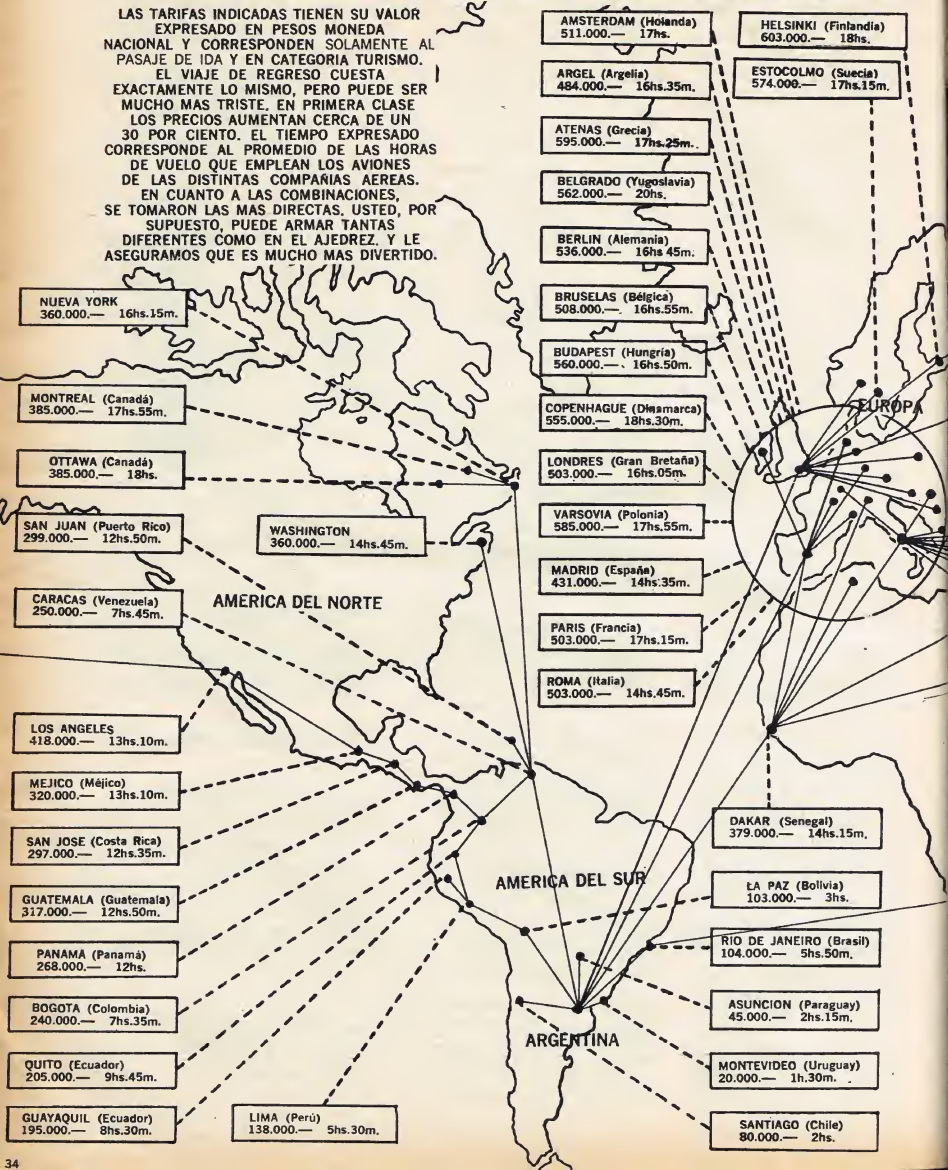 LAS TARIFAS INDICADAS TIENEN SU VALOR
EXPRESADO EN PESOS MONEDA
NACIONAL Y CORRESPONDEN SOLAMENTE AL
PASAJE DE IDA Y EN CATEGORIA TURISMO.
EL VIAJE DE REGRESO CUESTA
EXACTAMENTE LO MISMO, PERO PUEDE SER
MUCHO MAS TRISTE. EN PRIMERA CLASE
LOS PRECIOS AUMENTAN CERCA DE UN
30 POR CIENTO. EL TIEMPO EXPRESADO
CORRESPONDE AL PROMEDIO DE LAS HORAS
DE VUELO QUE EMPLEAN LOS AVIONES
DE LAS DISTINTAS COMPAÑIAS AEREAS.
EN CUANTO A LAS COMBINACIONES,
SE TOMARON LAS MAS DIRECTAS. USTED, POR
SUPUESTO, PUEDE ARMAR TANTAS
DIFERENTES COMO EN EL AJEDREZ. Y LE
ASEGURAMOS QUE ES MUCHO MAS DIVERTIDO.
NUEVA YORK
360.000.— 16hs.15m.
MONTREAL (Canadá)
385.000.— 17hs.55m.
OTTAWA (Canadá)
385.000.— 18hs.
SAN JUAN (Puerto Rico)
299.000.— 12hs.50m.
WASHINGTON
360.000.— 14hs.45m.
CARACAS (Venezuela)
250.000.— 7hs.45m.
AMERICA DEL NORTE
LOS ANGELES
418.000.— 13hs.10m.
MEJICO (Méjico)
320.000.— 13hs.10m.
SAN JOSE (Costa Rica)
297.000.— 12hs.35m.
GUATEMALA (Guatemala)
317.000.— 12hs.50m.
PANAMA (Panamá)
268.000.— 12hs.
BOGOTA (Colombia)
240.000.— 7hs.35m.
QUITO (Ecuador)
205.000.— 9hs.45m.
GUAYAQUIL (Ecuador)
195.000.— 8hs.30m.
LIMA (Perú)
138.000.— 5hs.30m.
AMSTERDAM (Holanda)
511.000.— 17hs.
ARGEL (Argelia)
484.000.— 16hs.35m.
ATENAS (Grecia)
595.000.— 17hs.25m.
BELGRADO (Yugoslavia)
562.000.— 20hs.
BERLIN (Alemania)
536.000.— 16hs 45m.
BRUSELAS (Bélgica)
508.000.— 16hs.55m.
BUDAPEST (Hungría)
560.000.— 16hs.50m.
COPENHAGUE (Dinamarca)
555.000.— 18hs.30m.
LONDRES (Gran Bretaña)
503.000.— 16hs.05m.
VARSOVIA (Polonia)
585.000.— 17hs.55m.
MADRID (España)
431.000.— 14hs.35m.
PARIS (Francia)
503.000.— 17hs.15m.
ROMA (Italia)
503.000.— 14hs.45m.
HELSINKI (Finlandia)
603.000.— 18hs.
ESTOCOLMO (Suecia)
574.000.— 17hs.15m.
EUROPA
DAKAR (Senegal)
379.000.— 14hs.15m.
AMERICA DEL SUR
LA PAZ (Bolivia)
103.000.— 3hs.
RIO DE JANEIRO (Brasil)
104.000.— 5hs.50m.
ASUNCION (Paraguay)
45.000.— 2hs.15m.
ARGENTINA
MONTEVIDEO (Uruguay)
20.000.— 1h.30m.
SANTIAGO (Chile)
80.000.— 2hs.
34